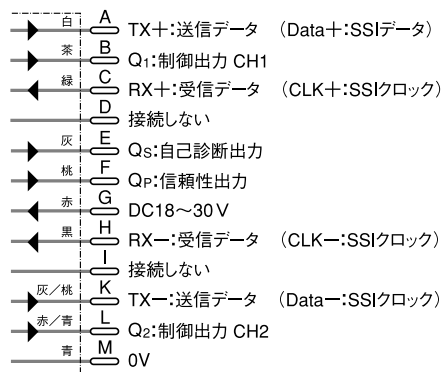 白 A TX＋：送信データ （Data＋：SSIデータ）
茶 B Q1：制御出力 CH1
緑 C RX＋：受信データ （CLK＋：SSIクロック）
D 接続しない
灰 E QS：自己診断出力
桃 F QP：信頼性出力
赤 G DC18～30V
黒 H RX－：受信データ （CLK－：SSIクロック）
I 接続しない
灰／桃 K TX－：送信データ （Data－：SSIクロック）
赤／青 L Q2：制御出力 CH2
青 M 0V